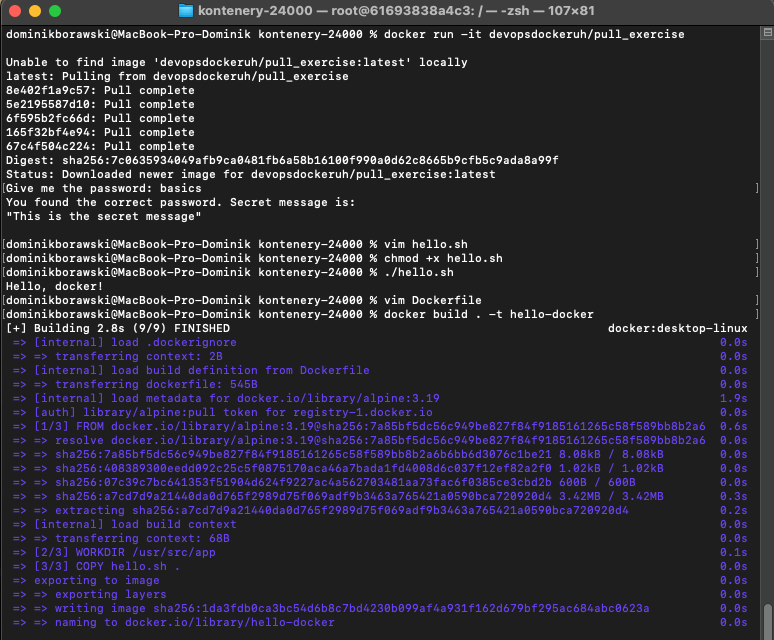 kontenery-24000 — root@61693838a4c3: / — -zsh — 107×81
dominikborawski@MacBook-Pro-Dominik kontenery-24000 % docker run -it devopsdockeruh/pull_exercise
Unable to find image 'devopsdockeruh/pull_exercise:latest' locally
latest: Pulling from devopsdockeruh/pull_exercise
8e402f1a9c57: Pull complete
5e2195587d10: Pull complete
6f595b2fc66d: Pull complete
165f32bf4e94: Pull complete
67c4f504c224: Pull complete
Digest: sha256:7c0635934049afb9ca0481fb6a58b16100f990a0d62c8665b9cfb5c9ada8a99f
Status: Downloaded newer image for devopsdockeruh/pull_exercise:latest
[Give me the password: basics ]
You found the correct password. Secret message is:
"This is the secret message"
[dominikborawski@MacBook-Pro-Dominik kontenery-24000 % vim hello.sh ]
[dominikborawski@MacBook-Pro-Dominik kontenery-24000 % chmod +x hello.sh ]
[dominikborawski@MacBook-Pro-Dominik kontenery-24000 % ./hello.sh ]
Hello, docker!
[dominikborawski@MacBook-Pro-Dominik kontenery-24000 % vim Dockerfile ]
[dominikborawski@MacBook-Pro-Dominik kontenery-24000 % docker build . -t hello-docker ]
[+] Building 2.8s (9/9) FINISHED docker:desktop-linux
=> [internal] load .dockerignore 0.0s
=> => transferring context: 2B 0.0s
=> [internal] load build definition from Dockerfile 0.0s
=> => transferring dockerfile: 545B 0.0s
=> [internal] load metadata for docker.io/library/alpine:3.19 1.9s
=> [auth] library/alpine:pull token for registry-1.docker.io 0.0s
=> [1/3] FROM docker.io/library/alpine:3.19@sha256:7a85bf5dc56c949be827f84f9185161265c58f589bb8b2a6 0.6s
=> => resolve docker.io/library/alpine:3.19@sha256:7a85bf5dc56c949be827f84f9185161265c58f589bb8b2a6 0.0s
=> => sha256:7a85bf5dc56c949be827f84f9185161265c58f589bb8b2a6b6bb6d3076c1be21 8.08kB / 8.08kB 0.0s
=> => sha256:408389300eedd092c25c5f0875170aca46a7bada1fd4008d6c037f12ef82a2f0 1.02kB / 1.02kB 0.0s
=> => sha256:07c39c7bc641353f51904d624f9227ac4a562703481aa73fac6f0385ce3cbd2b 600B / 600B 0.0s
=> => sha256:a7cd7d9a21440da0d765f2989d75f069adf9b3463a765421a0590bca720920d4 3.42MB / 3.42MB 0.3s
=> => extracting sha256:a7cd7d9a21440da0d765f2989d75f069adf9b3463a765421a0590bca720920d4 0.2s
=> [internal] load build context 0.0s
=> => transferring context: 68B 0.0s
=> [2/3] WORKDIR /usr/src/app 0.1s
=> [3/3] COPY hello.sh . 0.0s
=> exporting to image 0.0s
=> => exporting layers 0.0s
=> => writing image sha256:1da3fdb0ca3bc54d6b8c7bd4230b099af4a931f162d679bf295ac684abc0623a 0.0s
=> => naming to docker.io/library/hello-docker 0.0s